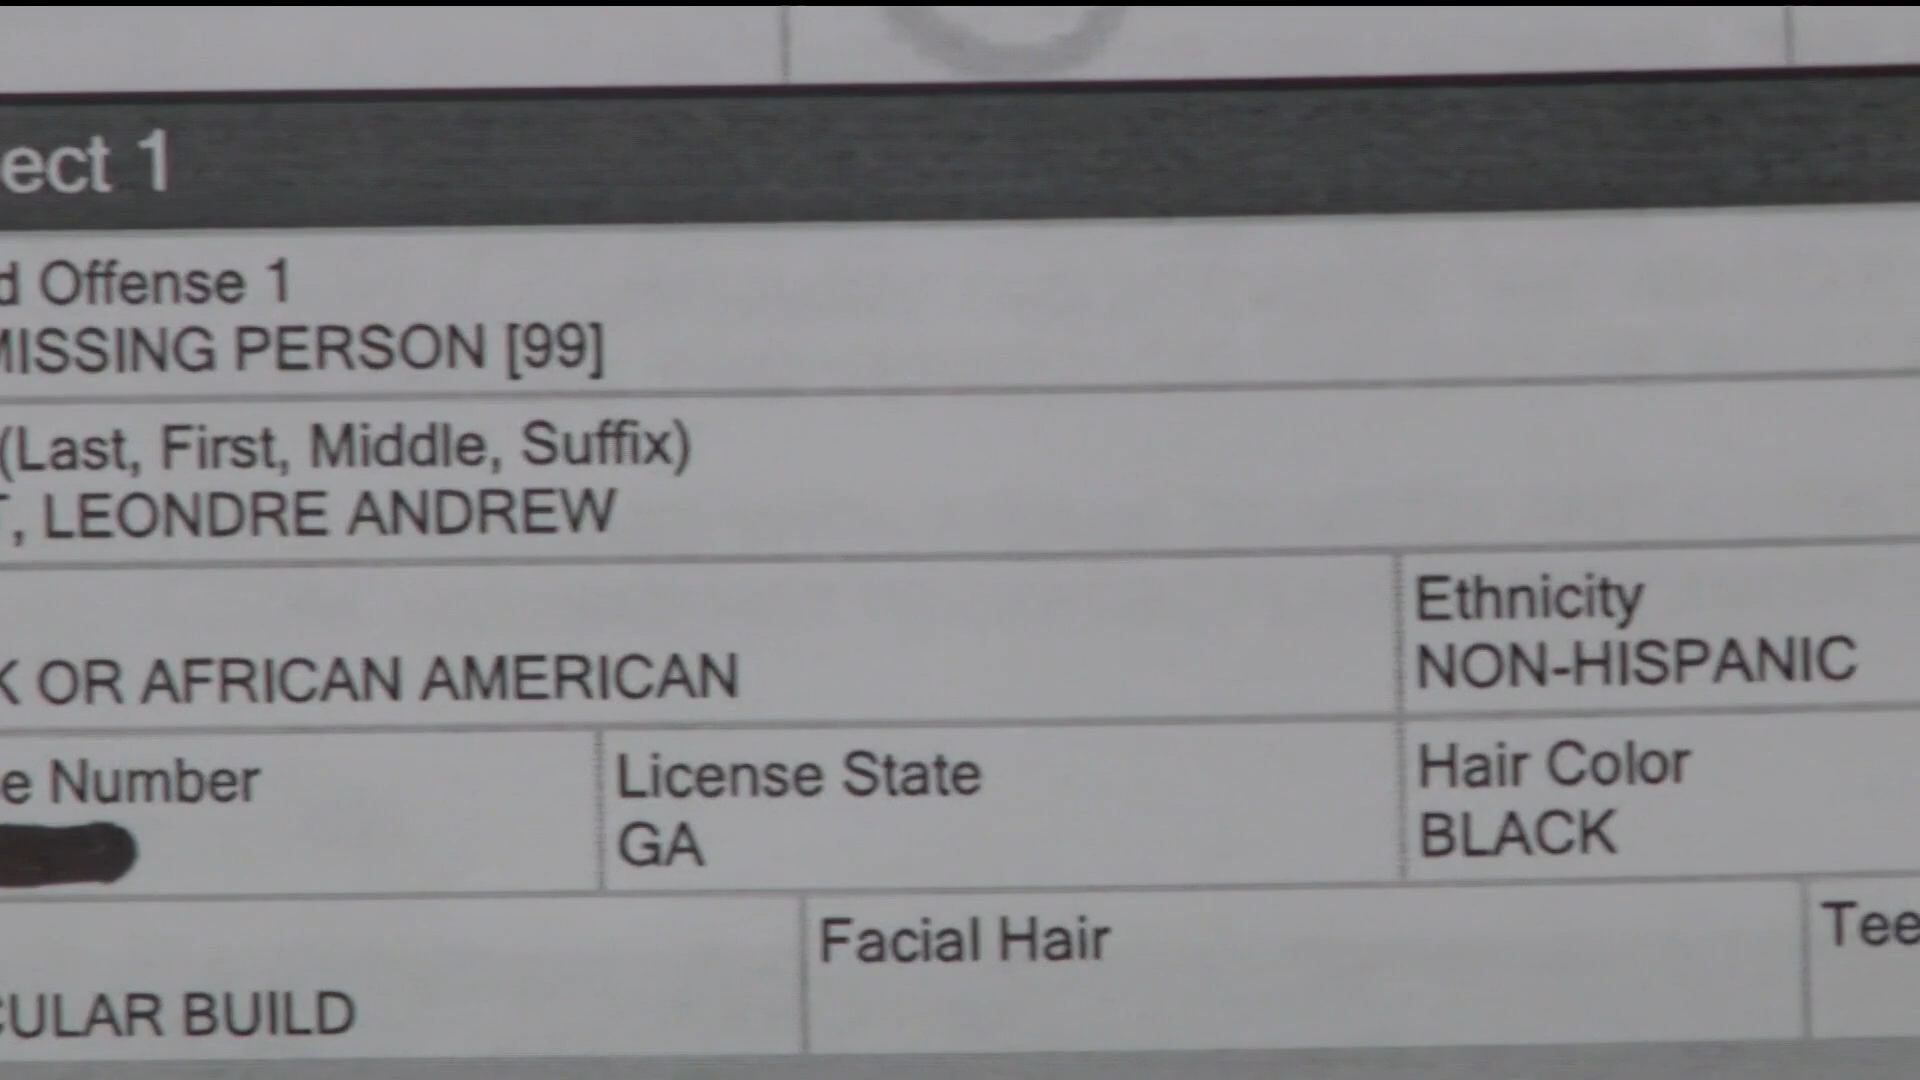 ect 1
d Offense 1
MISSING PERSON [99]
(Last, First, Middle, Suffix)
T, LEONDRE ANDREW
Ethnicity
K OR AFRICAN AMERICAN
NON-HISPANIC
e Number
License State
Hair Color
GA
BLACK
Facial Hair
Tee
CULAR BUILD